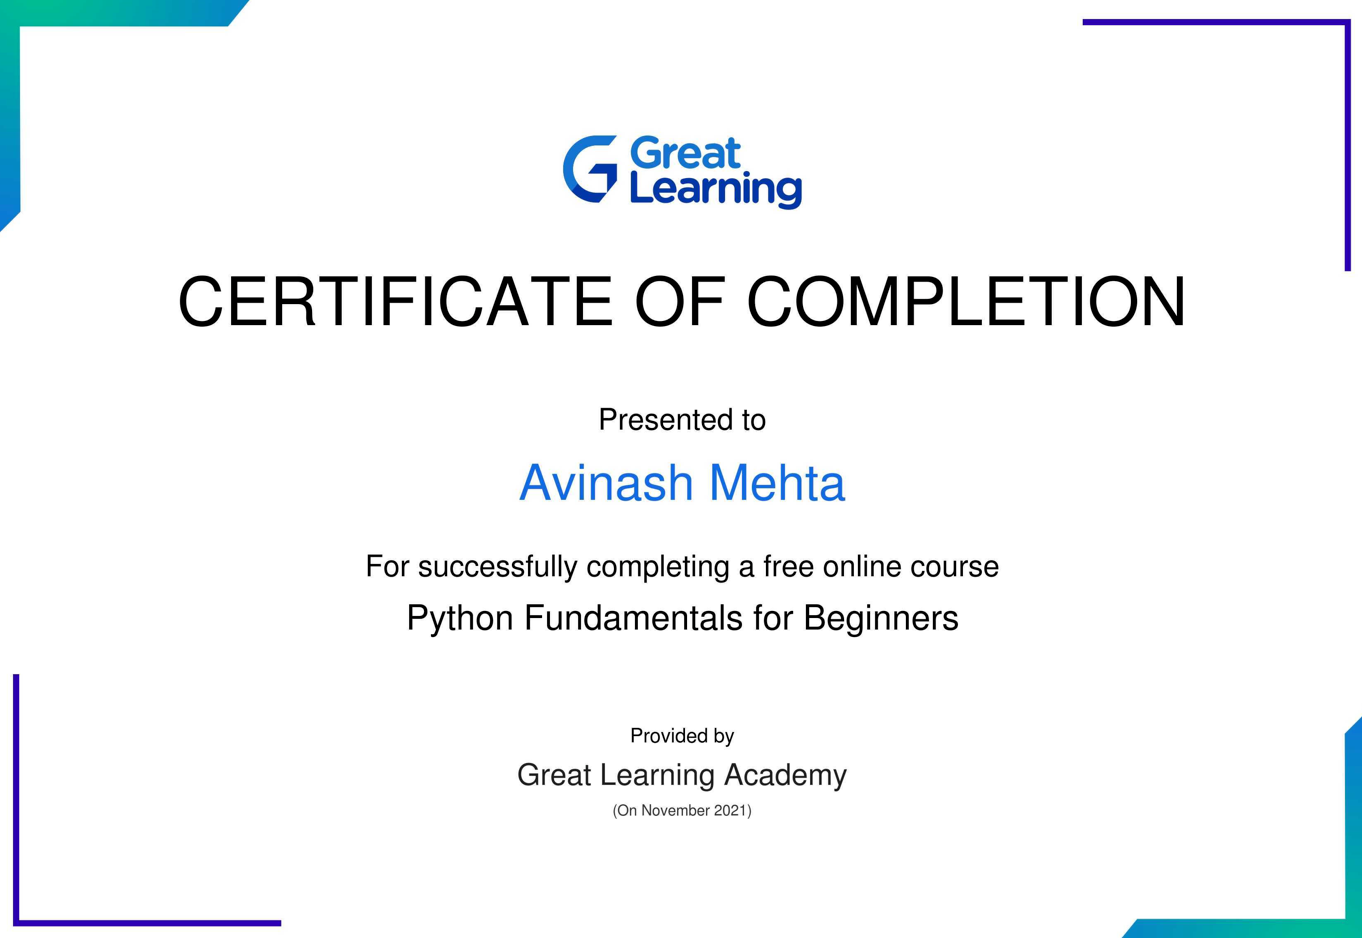 Great
Learning
CERTIFICATE OF COMPLETION
Presented to
Avinash Mehta
For successfully completing a free online course
Python Fundamentals for Beginners
Provided by
Great Learning Academy
(On November 2021)